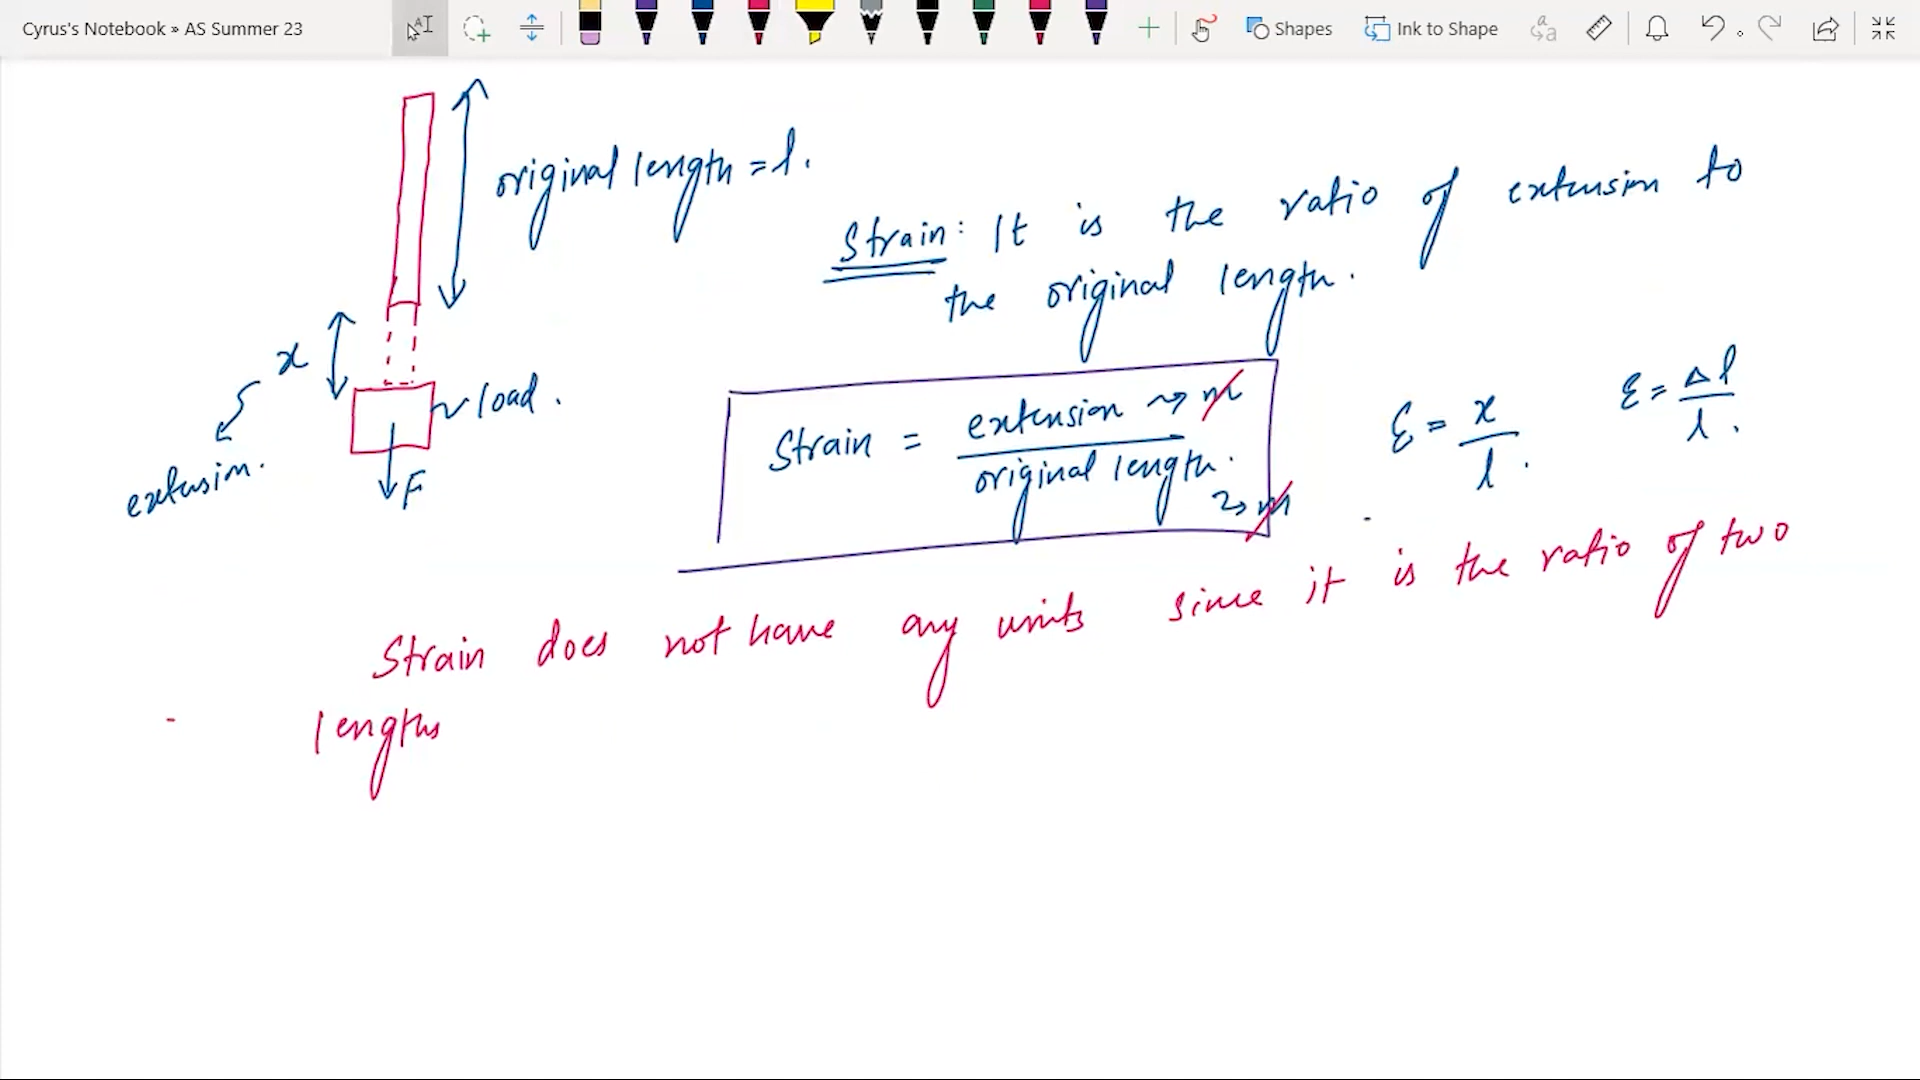 Cyrus's Notebook » AS Summer 23
Shapes
Ink to Shape
original length = l.
Strain: It is the ratio of extension to
the original length.
x
load.
extension.
F
Strain = extension → m
original length. → m
ε = x
l.
ε = Δl
l.
Strain does not have any units since it is the ratio of two
lengths